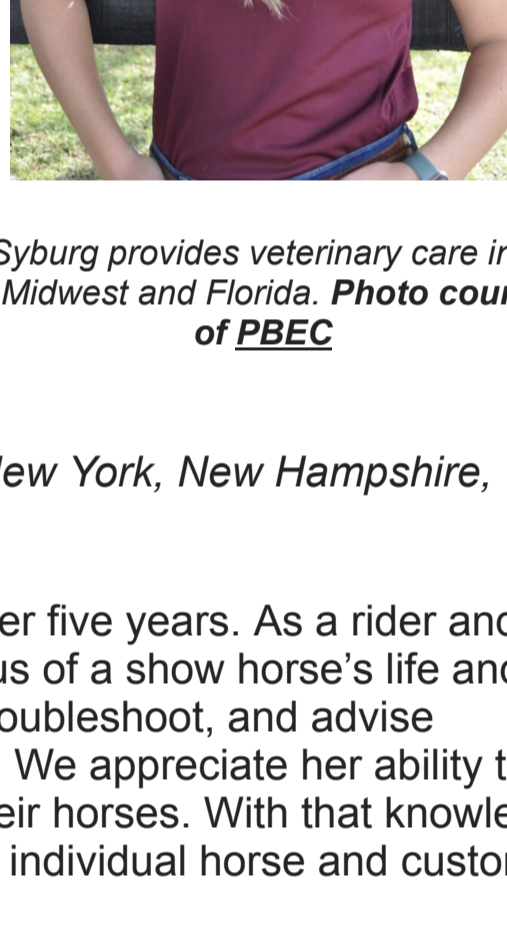 Syburg provides veterinary care in
Midwest and Florida. Photo cour
of PBEC
ew York, New Hampshire,
er five years. As a rider and
us of a show horse's life and
oubleshoot, and advise
We appreciate her ability t
eir horses. With that knowle
individual horse and custo